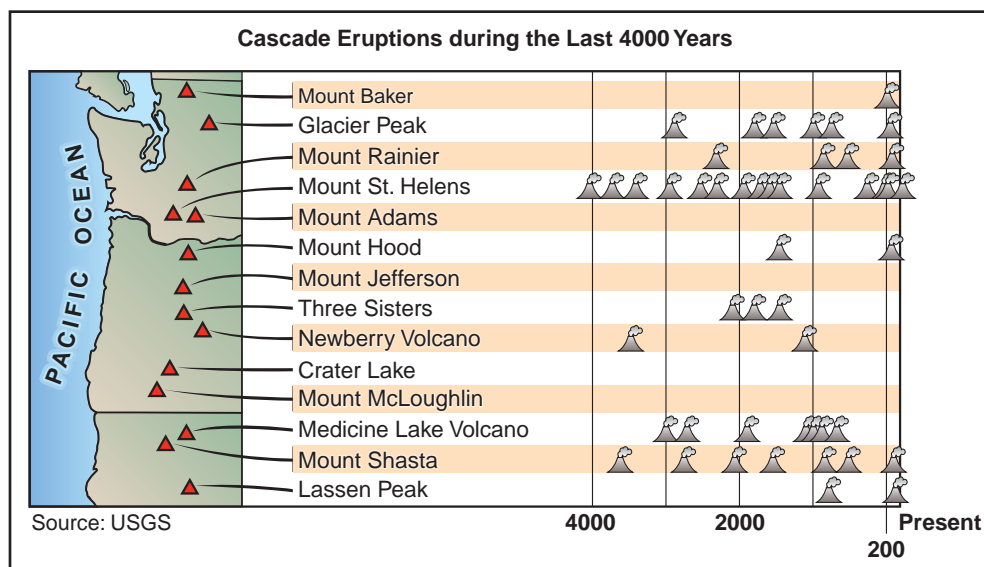 Cascade Eruptions during the Last 4000 Years
PACIFIC OCEAN
Mount Baker
Glacier Peak
Mount Rainier
Mount St. Helens
Mount Adams
Mount Hood
Mount Jefferson
Three Sisters
Newberry Volcano
Crater Lake
Mount McLoughlin
Medicine Lake Volcano
Mount Shasta
Lassen Peak
Source: USGS
4000 2000 Present
200